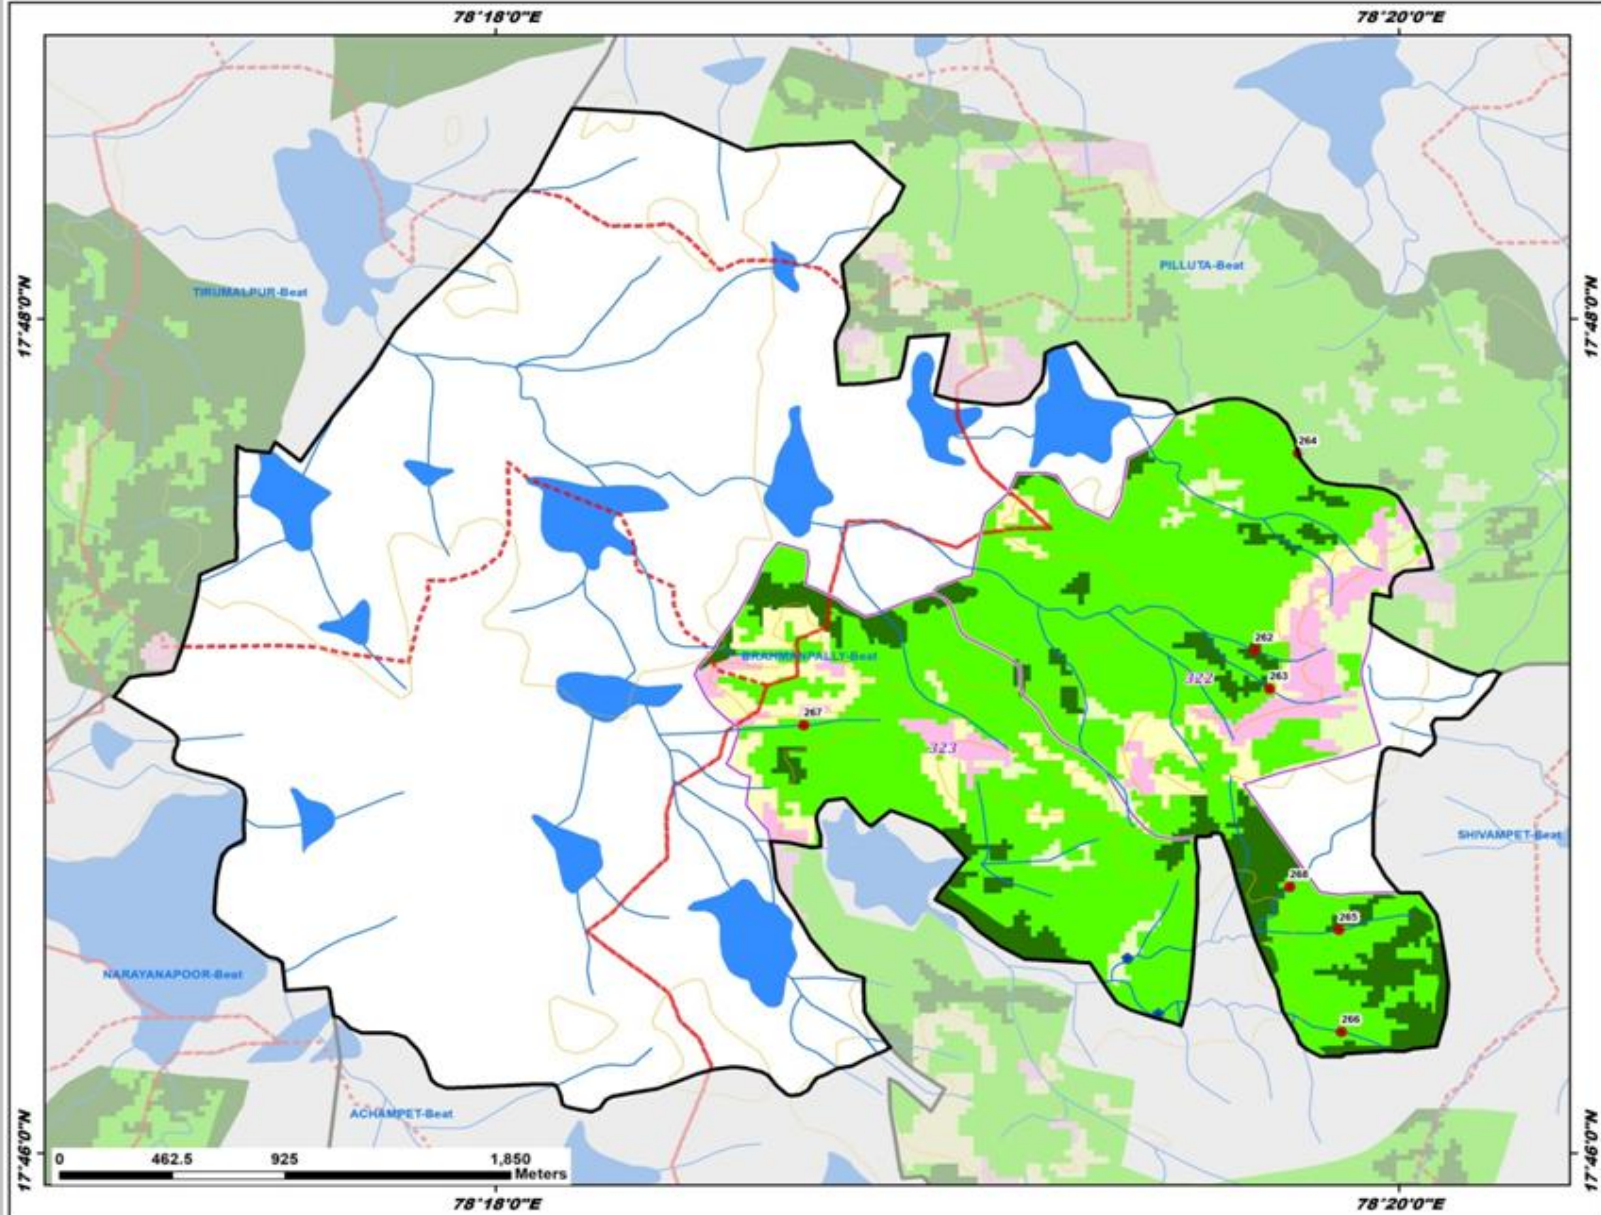 78°18'0"E
78°20'0"E
17°48'0"N
17°48'0"N
PILLUTA-Beat
TIRUMALPUR-Beat
264
262
BRAHMANPALLY-Beat
322
263
267
323
SHIVAMPET-Beat
268
265
NARAYANAPOOR-Beat
266
ACHAMPET-Beat
17°46'0"N
17°46'0"N
0 462.5 925 1,850
Meters
78°18'0"E
78°20'0"E